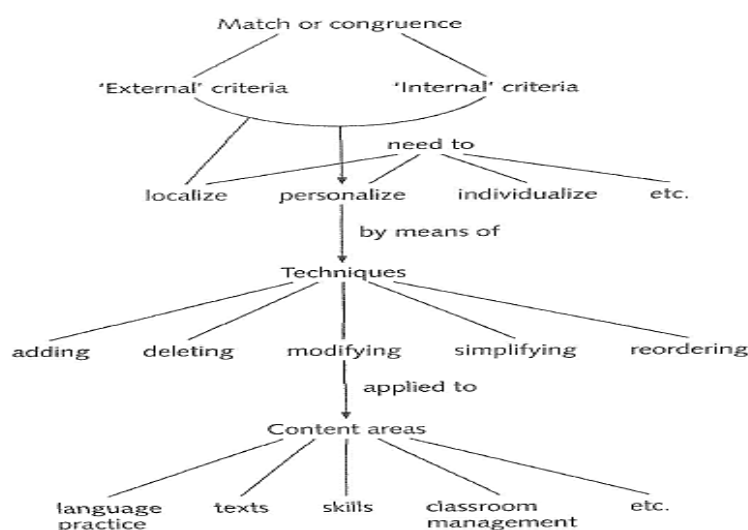 Match or congruence
'External' criteria 'Internal' criteria
need to
localize personalize individualize etc.
by means of
Techniques
adding deleting modifying simplifying reordering
applied to
Content areas
language practice texts skills classroom management etc.